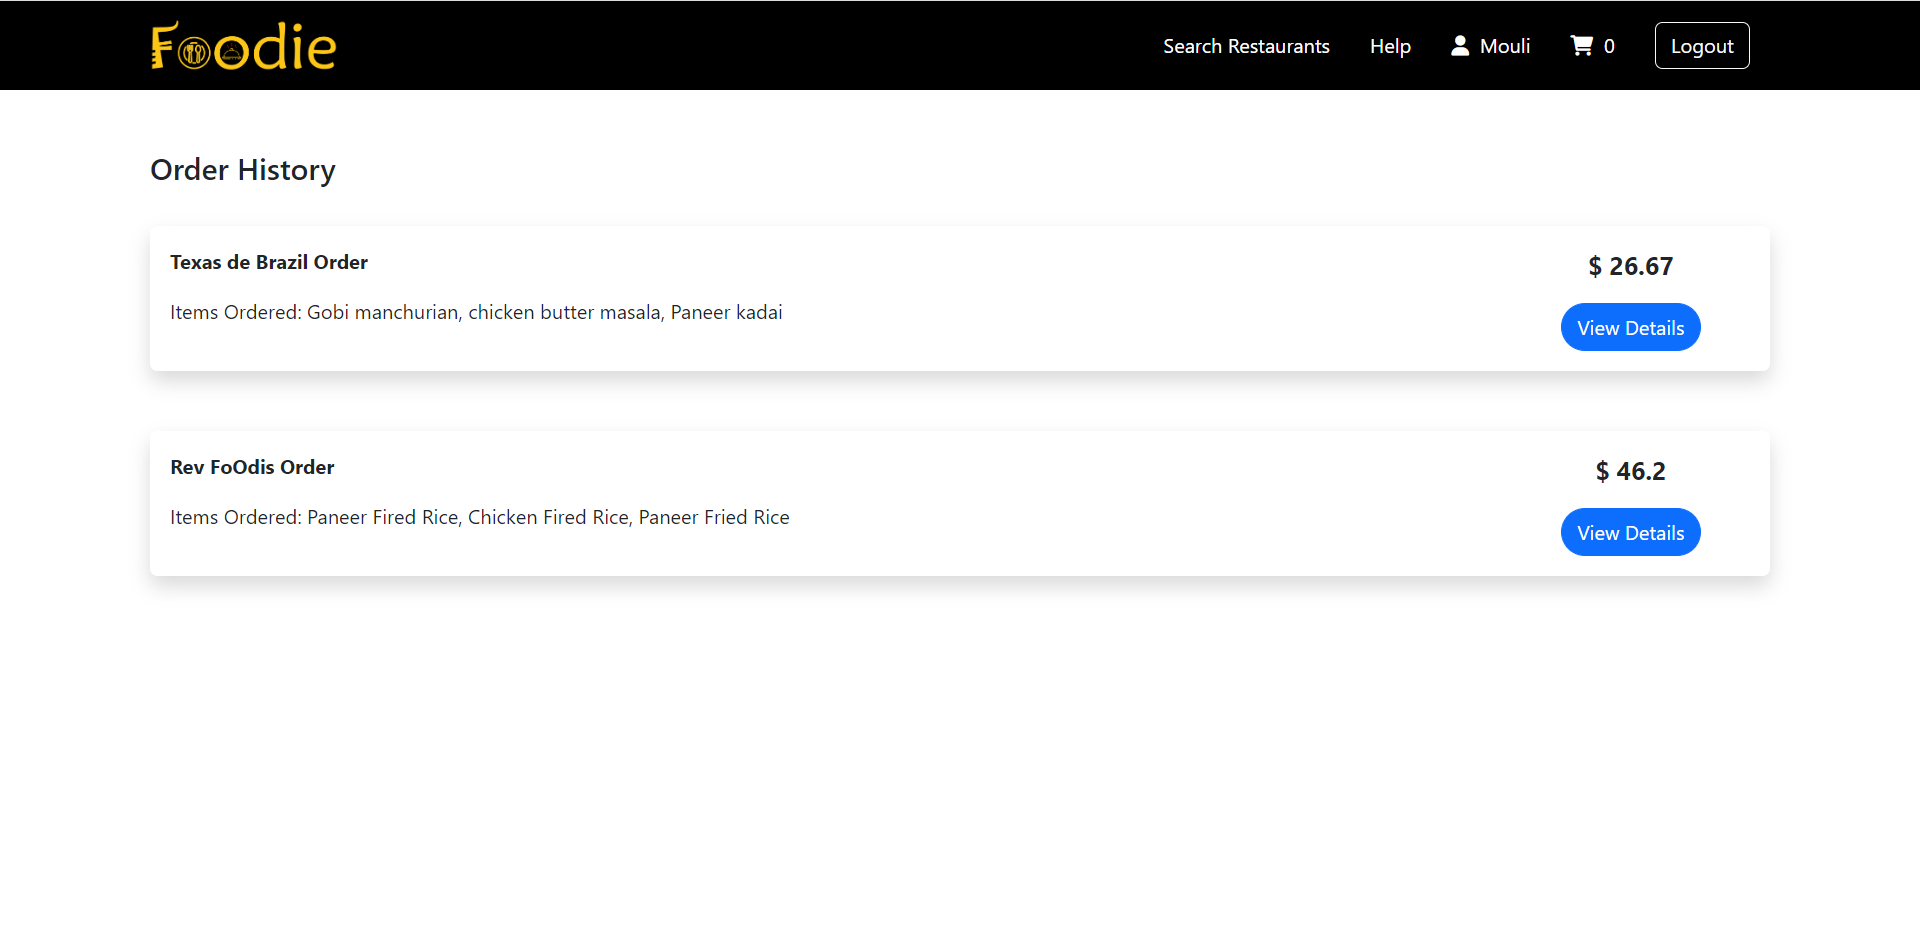 Foodie
Search Restaurants Help Mouli 0 Logout
Order History
Texas de Brazil Order
$ 26.67
Items Ordered: Gobi manchurian, chicken butter masala, Paneer kadai
View Details
Rev FoOdis Order
$ 46.2
Items Ordered: Paneer Fired Rice, Chicken Fired Rice, Paneer Fried Rice
View Details